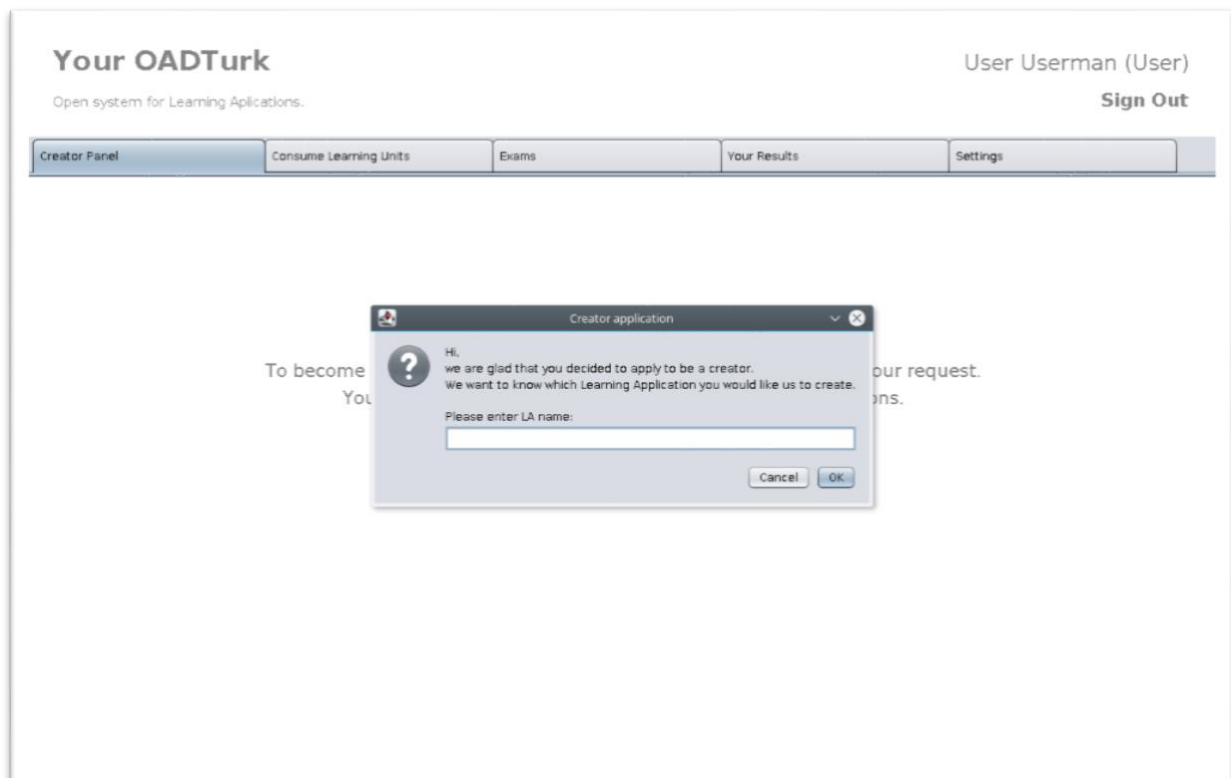 Your OADTurk
User Userman (User)
Open system for Learning Aplications.
Sign Out
Creator Panel
Consume Learning Units
Exams
Your Results
Settings
Creator application
Hi,
we are glad that you decided to apply to be a creator.
We want to know which Learning Application you would like us to create.
To become
our request.
You
ons.
Please enter LA name:
Cancel
OK